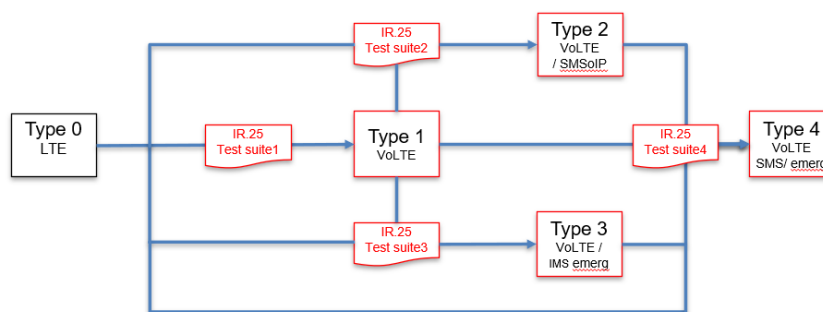 IR.25
Test suite2
Type 2
VoLTE
/ SMSoIP
Type 0
LTE
IR.25
Test suite1
Type 1
VoLTE
IR.25
Test suite4
Type 4
VoLTE
SMS/ emerg
IR.25
Test suite3
Type 3
VoLTE /
IMS emerg